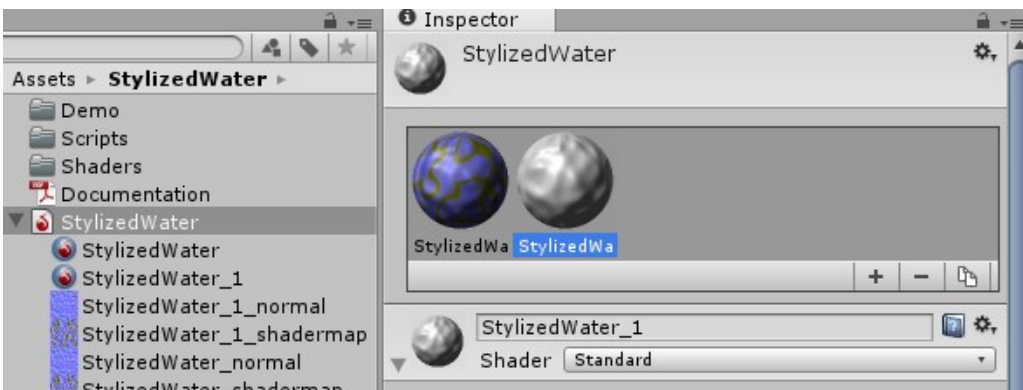 Assets ▸ StylizedWater ▸
Demo
Scripts
Shaders
Documentation
StylizedWater
StylizedWater
StylizedWater_1
StylizedWater_1_normal
StylizedWater_1_shadermap
StylizedWater_normal
StylizedWater_shadermap
Inspector
StylizedWater
StylizedWa StylizedWa
StylizedWater_1
Shader Standard